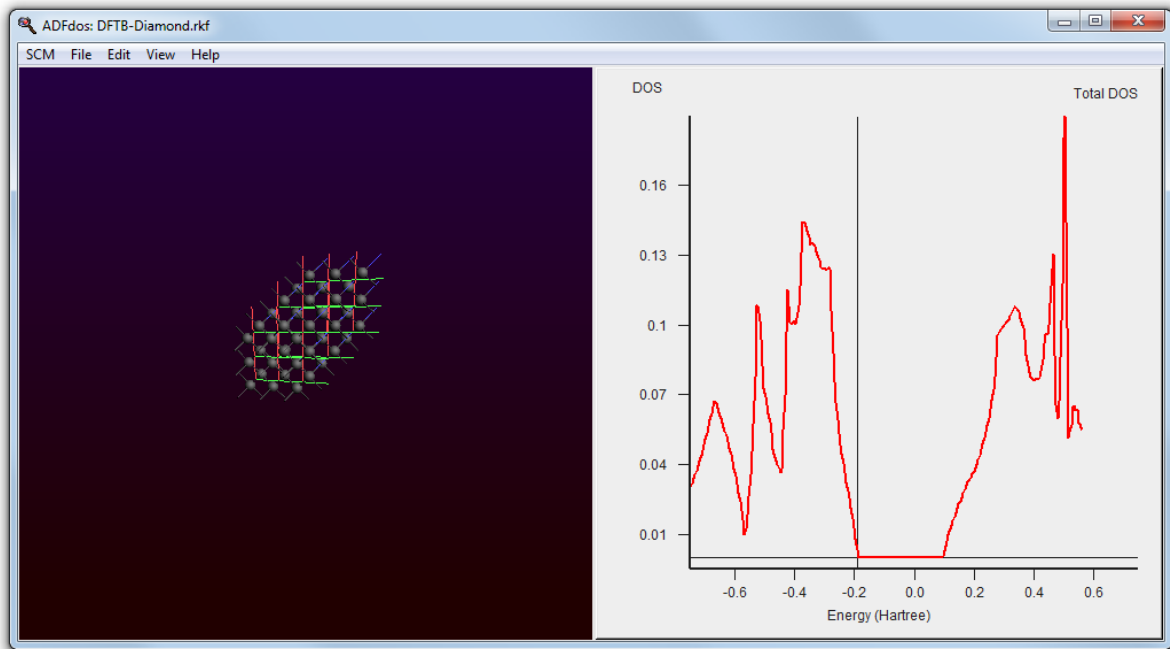 ADFdos: DFTB-Diamond.rkf
SCM File Edit View Help
DOS
Total DOS
0.16
0.13
0.1
0.07
0.04
0.01
-0.6 -0.4 -0.2 0.0 0.2 0.4 0.6
Energy (Hartree)